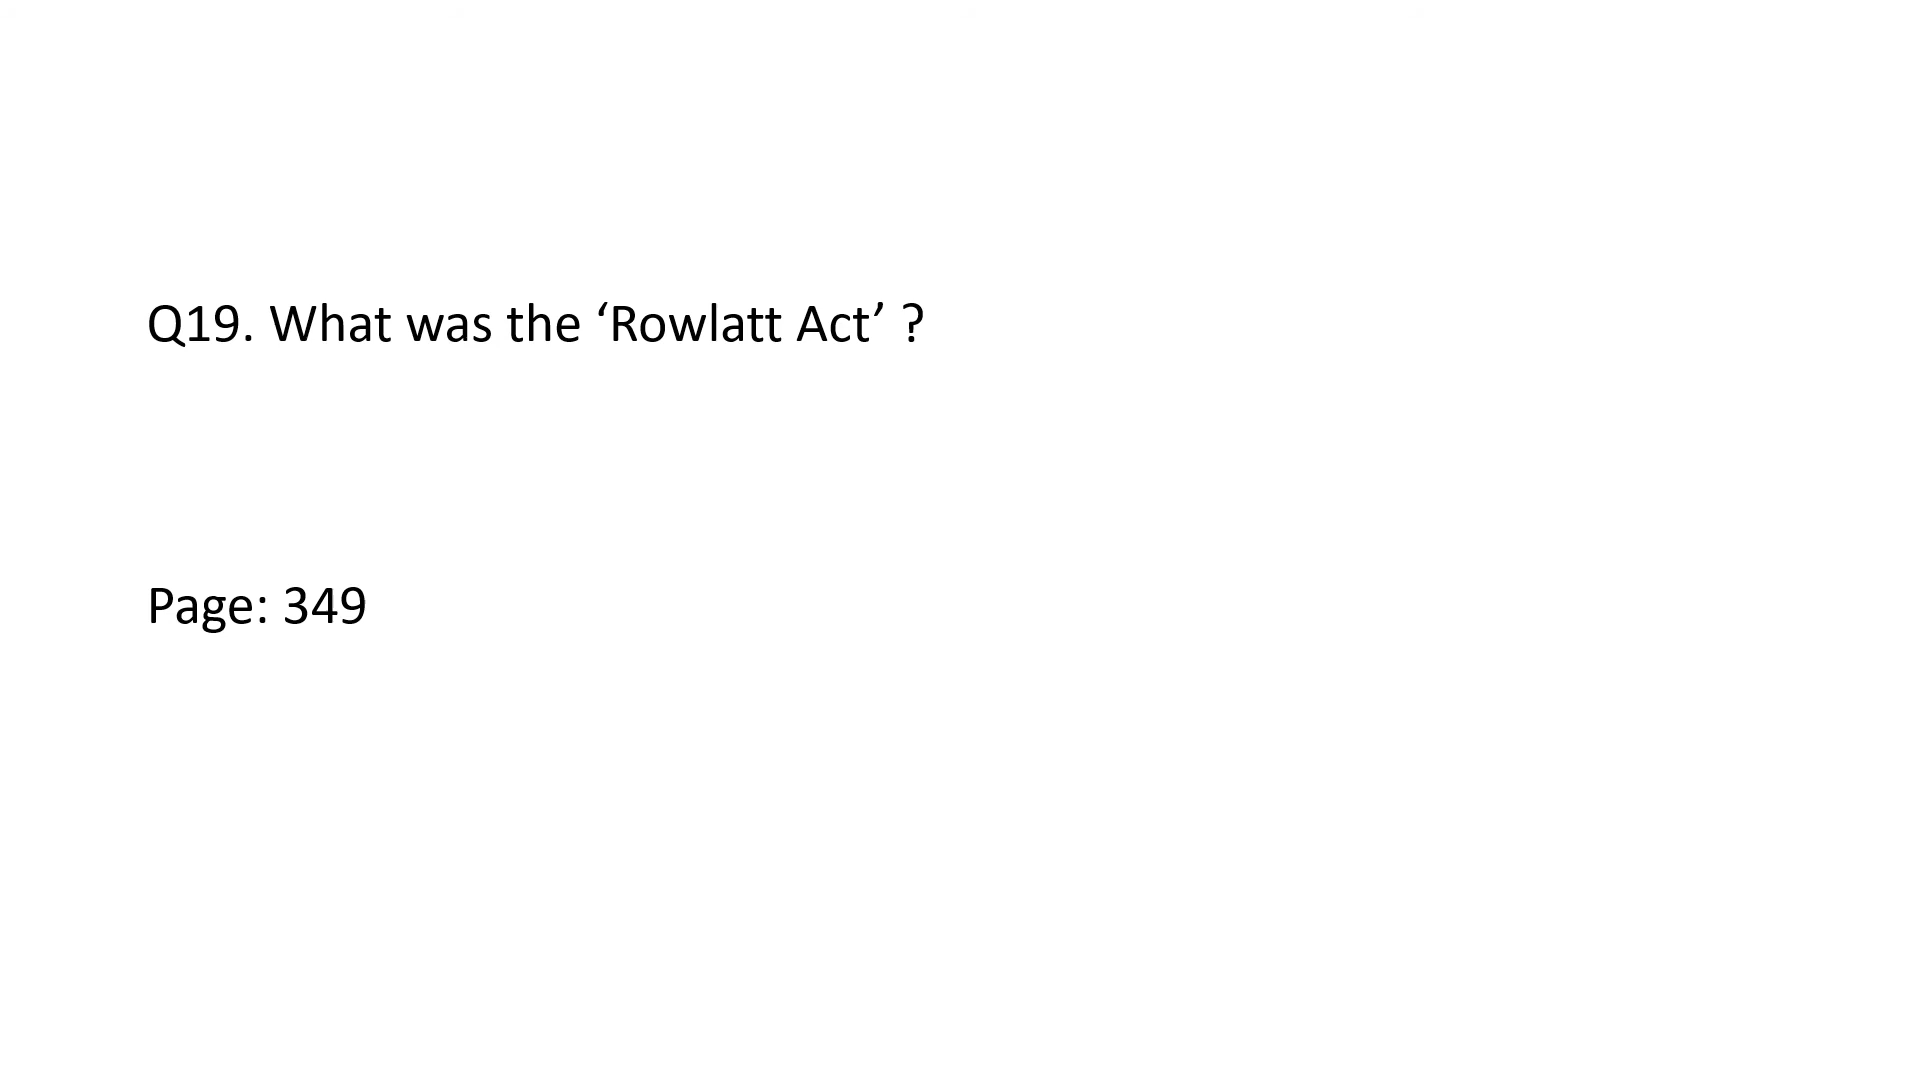 Q19. What was the ‘Rowlatt Act’ ?
Page: 349